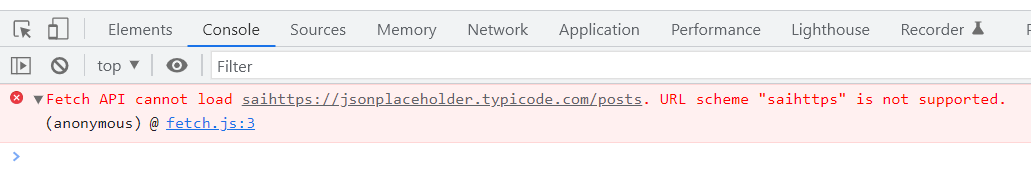 Elements Console Sources Memory Network Application Performance Lighthouse Recorder
top ▼ Filter
▼Fetch API cannot load saihttps://jsonplaceholder.typicode.com/posts. URL scheme "saihttps" is not supported.
(anonymous) @ fetch.js:3
>